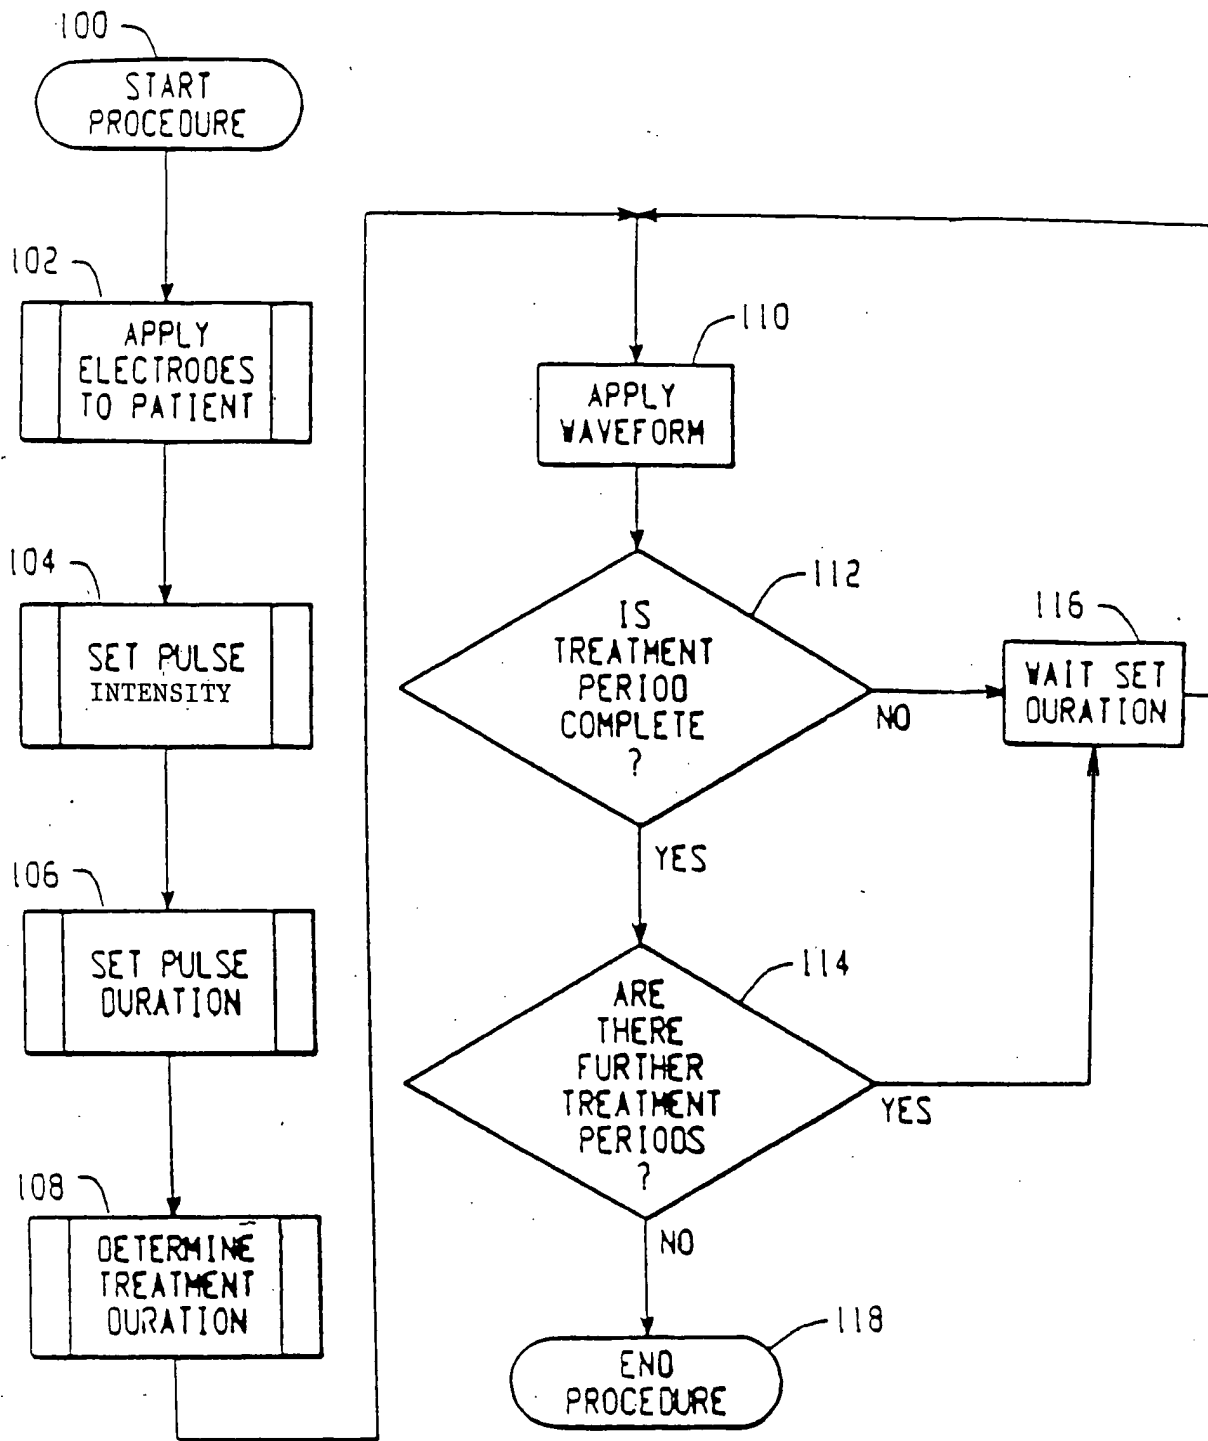 100
START
PROCEDURE
102
APPLY
ELECTRODES
TO PATIENT
104
SET PULSE
INTENSITY
106
SET PULSE
DURATION
108
DETERMINE
TREATMENT
DURATION
110
APPLY
WAVEFORM
112
IS
TREATMENT
PERIOD
COMPLETE
?
NO
YES
116
WAIT SET
DURATION
114
ARE
THERE
FURTHER
TREATMENT
PERIODS
?
YES
NO
118
END
PROCEDURE